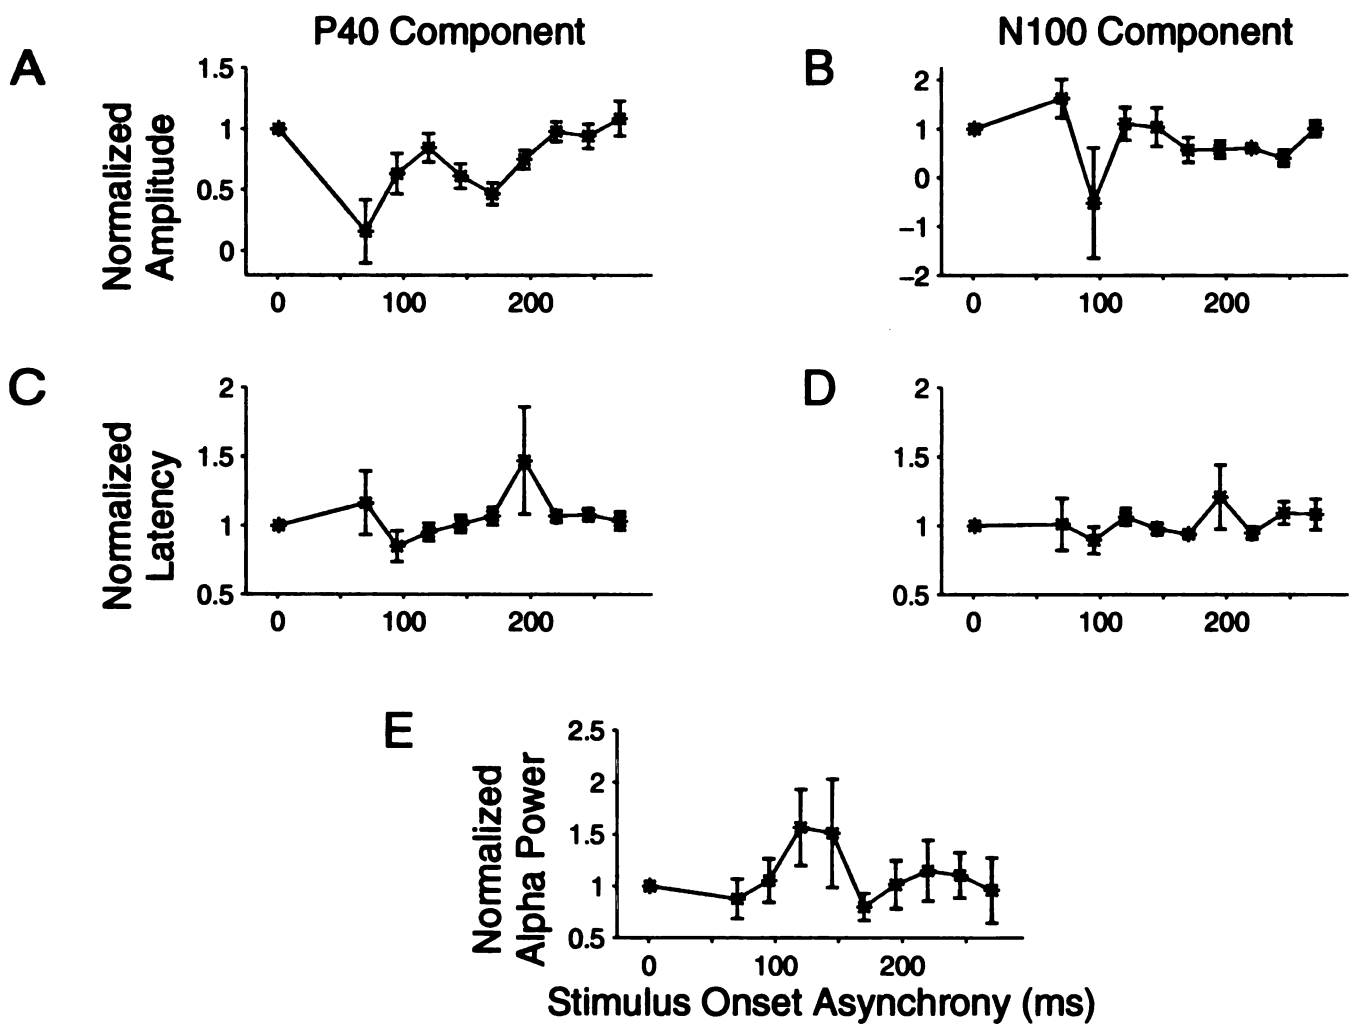 P40 Component
N100 Component
A
B
Normalized
Amplitude
1.5
1
0.5
0
0
100
200
2
1
0
−1
−2
0
100
200
C
D
Normalized
Latency
2
1.5
1
0.5
0
100
200
2
1.5
1
0.5
0
100
200
E
Normalized
Alpha Power
2.5
2
1.5
1
0.5
0
100
200
Stimulus Onset Asynchrony (ms)